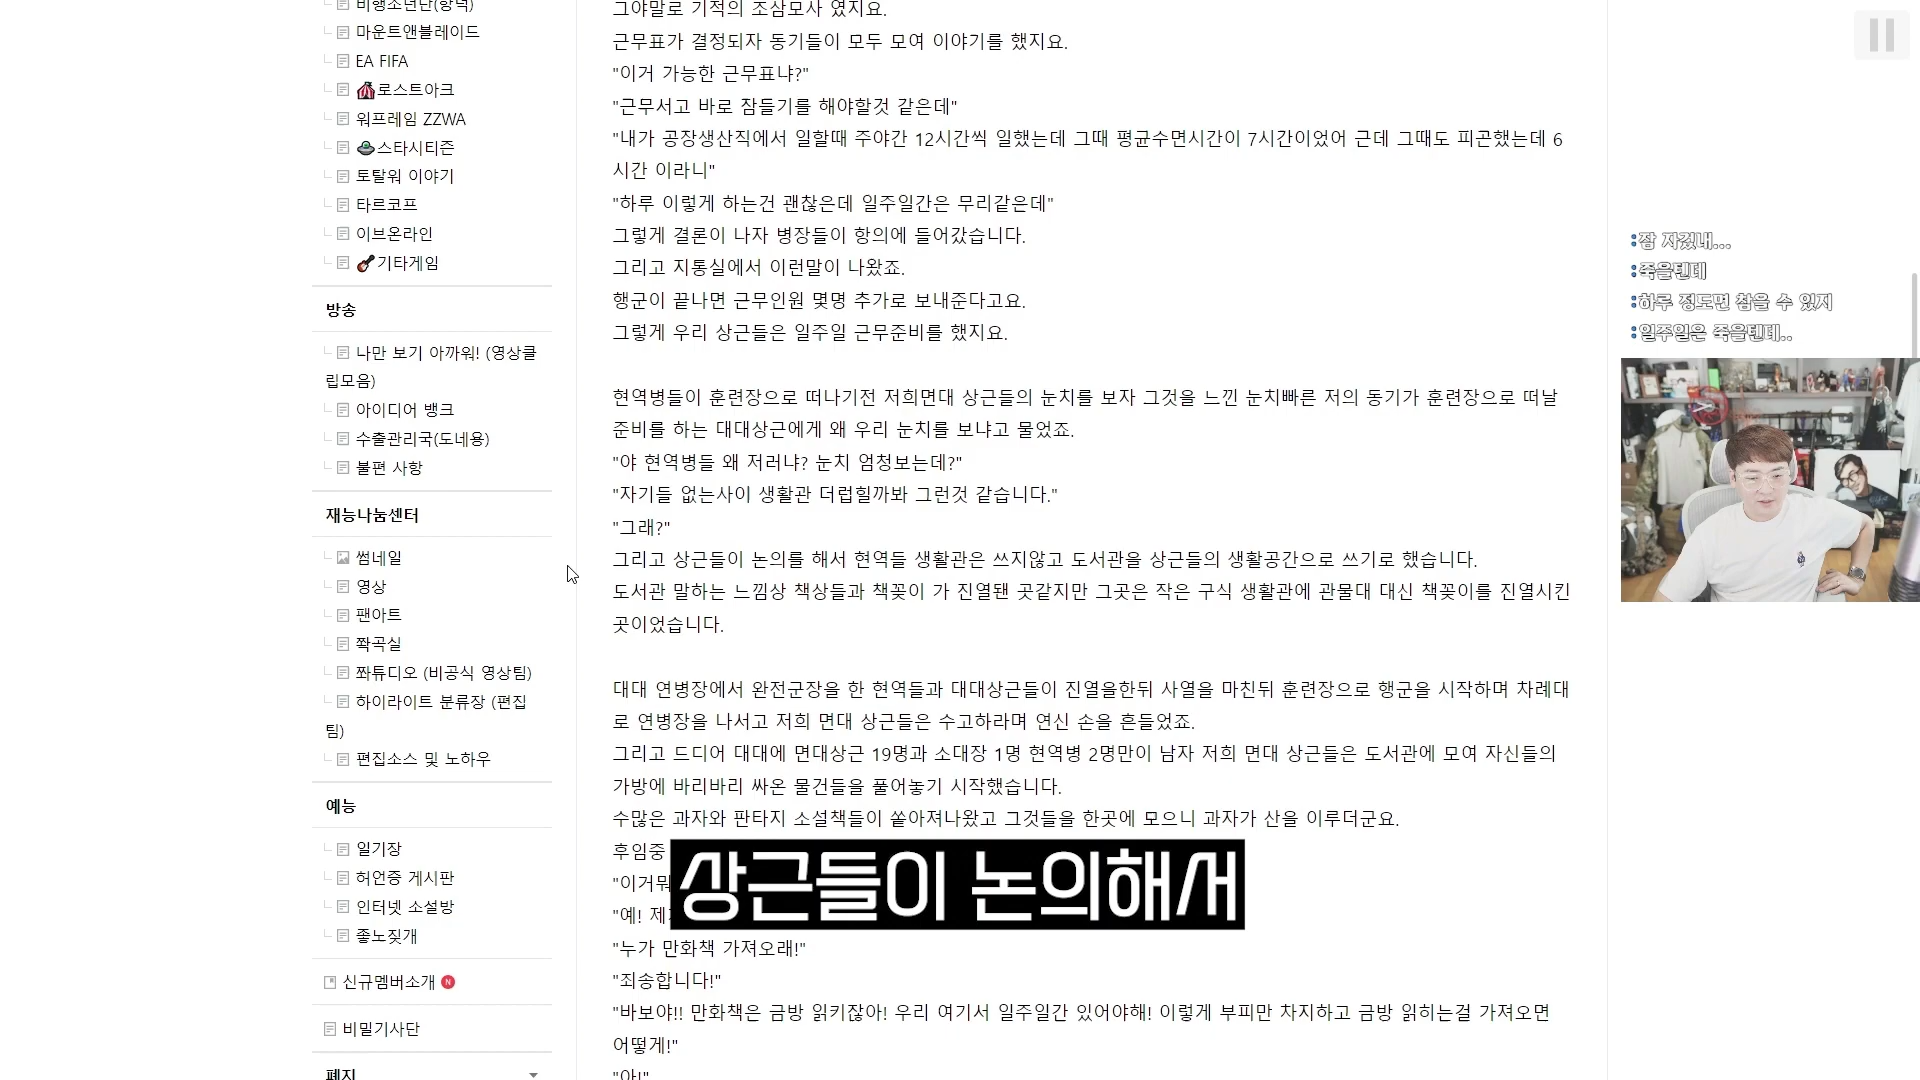 비행소년단(항덕)
마운트앤블레이드
EA FIFA
로스트아크
워프레임 ZZWA
스타시티즌
토탈워 이야기
타르코프
이브온라인
기타게임
방송
나만 보기 아까워! (영상클
립모음)
아이디어 뱅크
수출관리국(도네용)
불편 사항
재능나눔센터
썸네일
영상
팬아트
쫙곡실
쫘튜디오 (비공식 영상팀)
하이라이트 분류장 (편집
팀)
편집소스 및 노하우
예능
일기장
허언증 게시판
인터넷 소설방
좋노짖개
신규멤버소개 N
비밀기사단
폐지
그야말로 기적의 조삼모사 였지요.
근무표가 결정되자 동기들이 모두 모여 이야기를 했지요.
"이거 가능한 근무표냐?"
"근무서고 바로 잠들기를 해야할것 같은데"
"내가 공장생산직에서 일할때 주야간 12시간씩 일했는데 그때 평균수면시간이 7시간이었어 근데 그때도 피곤했는데 6
시간 이라니"
"하루 이렇게 하는건 괜찮은데 일주일간은 무리같은데"
그렇게 결론이 나자 병장들이 항의에 들어갔습니다.
그리고 지통실에서 이런말이 나왔죠.
행군이 끝나면 근무인원 몇명 추가로 보내준다고요.
그렇게 우리 상근들은 일주일 근무준비를 했지요.
현역병들이 훈련장으로 떠나기전 저희면대 상근들의 눈치를 보자 그것을 느낀 눈치빠른 저의 동기가 훈련장으로 떠날
준비를 하는 대대상근에게 왜 우리 눈치를 보냐고 물었죠.
"야 현역병들 왜 저러냐? 눈치 엄청보는데?"
"자기들 없는사이 생활관 더럽힐까봐 그런것 같습니다."
"그래?"
그리고 상근들이 논의를 해서 현역들 생활관은 쓰지않고 도서관을 상근들의 생활공간으로 쓰기로 했습니다.
도서관 말하는 느낌상 책상들과 책꽂이 가 진열됀 곳같지만 그곳은 작은 구식 생활관에 관물대 대신 책꽂이를 진열시킨
곳이었습니다.
대대 연병장에서 완전군장을 한 현역들과 대대상근들이 진열을한뒤 사열을 마친뒤 훈련장으로 행군을 시작하며 차례대
로 연병장을 나서고 저희 면대 상근들은 수고하라며 연신 손을 흔들었죠.
그리고 드디어 대대에 면대상근 19명과 소대장 1명 현역병 2명만이 남자 저희 면대 상근들은 도서관에 모여 자신들의
가방에 바리바리 싸온 물건들을 풀어놓기 시작했습니다.
수많은 과자와 판타지 소설책들이 쏟아져나왔고 그것들을 한곳에 모으니 과자가 산을 이루더군요.
후임중
"이거뭐
"예! 제
상근들이 논의해서
"누가 만화책 가져오래!"
"죄송합니다!"
"바보야!! 만화책은 금방 읽키잖아! 우리 여기서 일주일간 있어야해! 이렇게 부피만 차지하고 금방 읽히는걸 가져오면
어떻게!"
"아!"
:잠 자겠내...
:죽을텐데
:하루 정도면 참을 수 있지
:일주일은 죽을텐데..